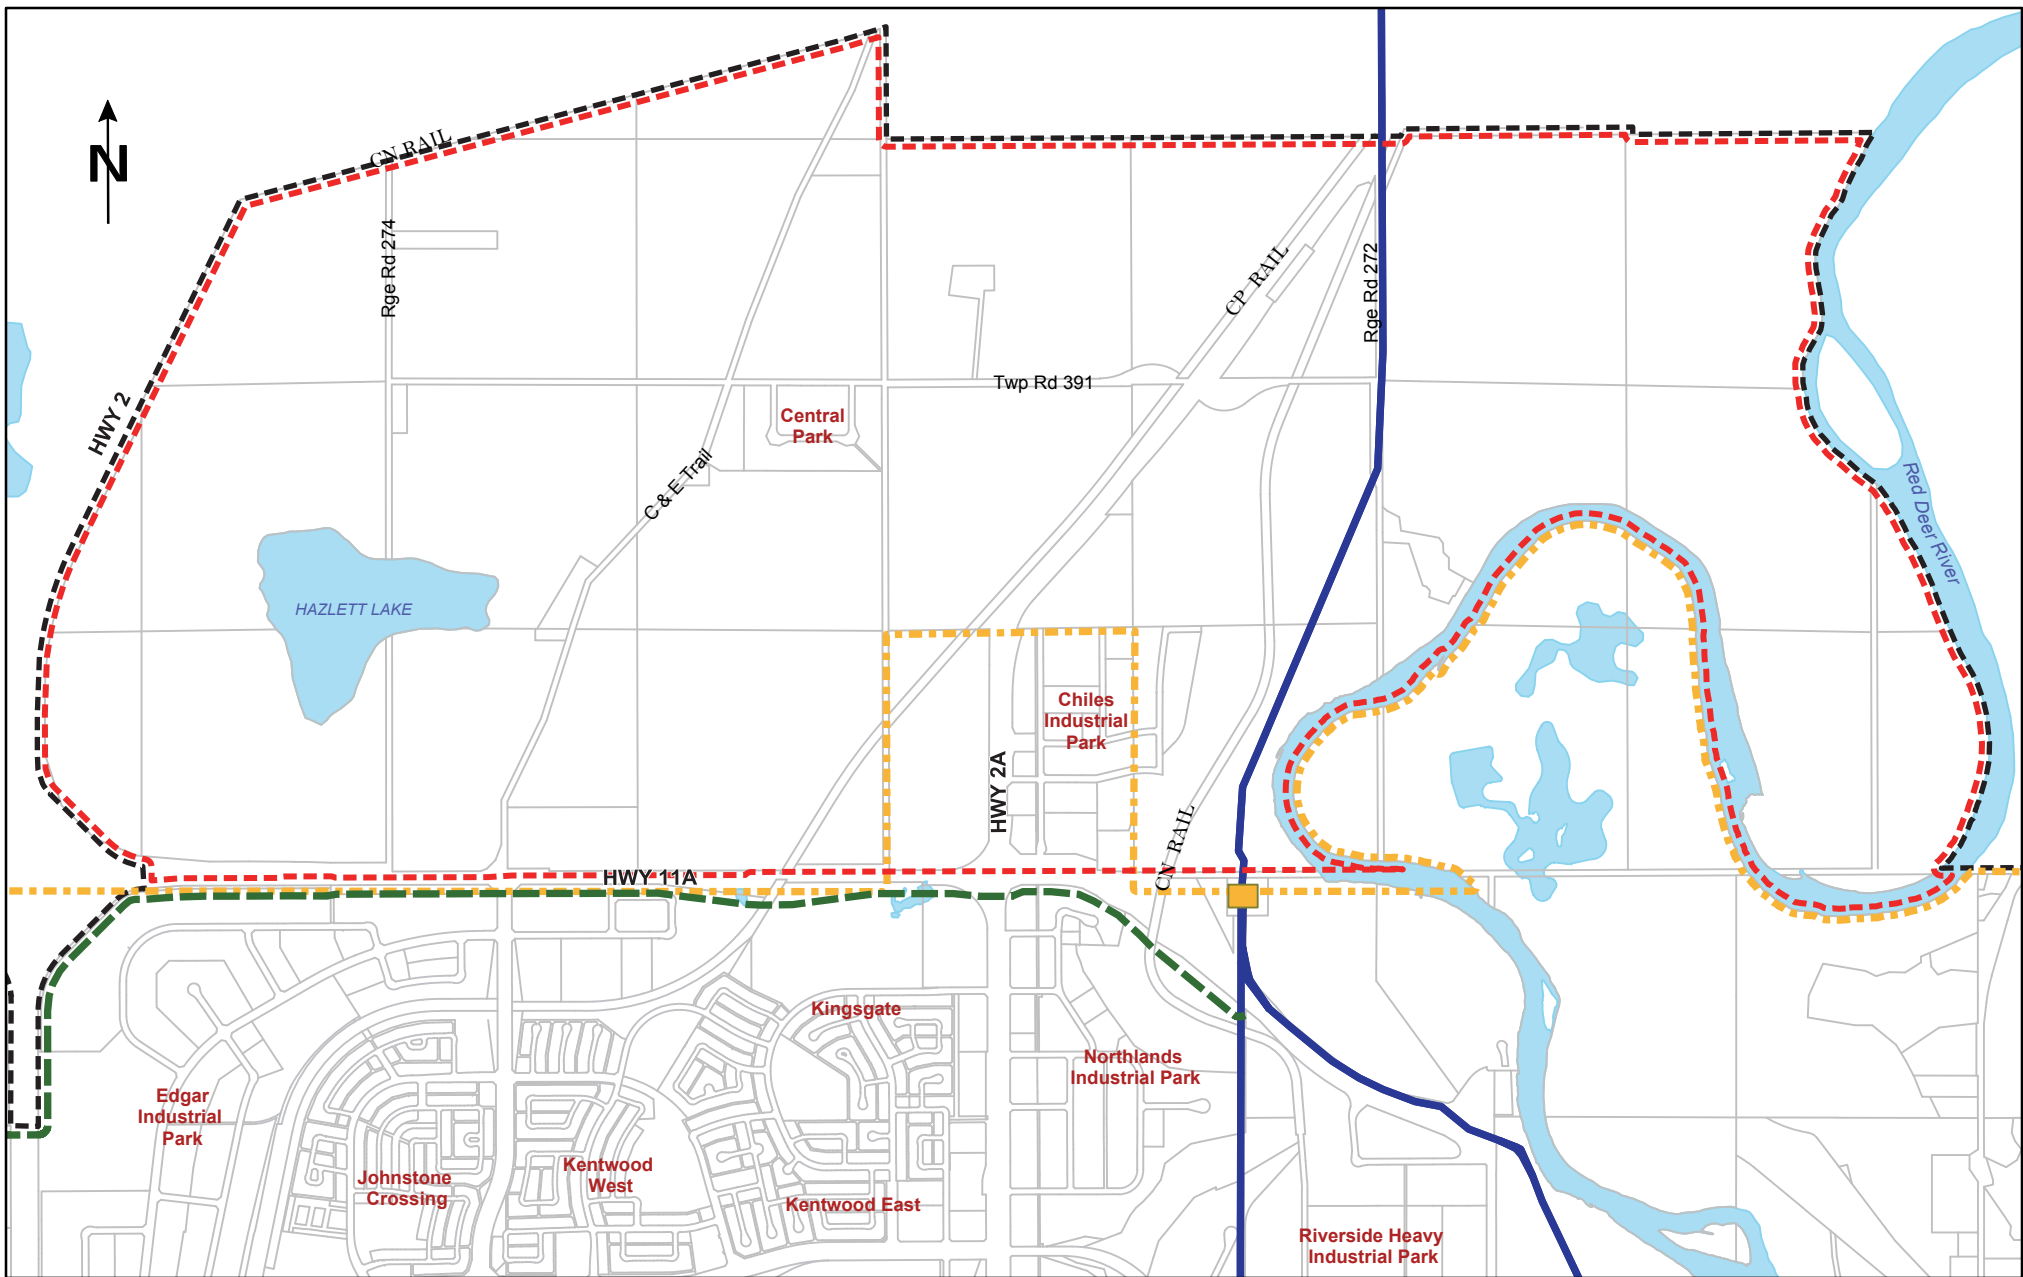 CN RAIL
N
Rge Rd 274
CP RAIL
Rge Rd 272
HWY 2
Twp Rd 391
Central
Park
C & E Trail
Red Deer River
HAZLETT LAKE
Chiles
Industrial
Park
HWY 2A
CN RAIL
HWY 11A
Kingsgate
Northlands
Industrial Park
Edgar
Industrial
Park
Johnstone
Crossing
Kentwood
West
Kentwood East
Riverside Heavy
Industrial Park